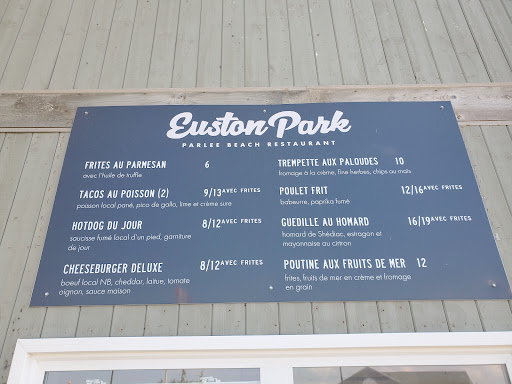 Euston Park
PARLEE BEACH RESTAURANT
FRITES AU PARMESAN 6
avec l'huile de truffle
TACOS AU POISSON (2) 9/13 AVEC FRITES
poisson local pané, pico de gallo, lime et crème sure
HOTDOG DU JOUR 8/12 AVEC FRITES
saucisse fumé local d'un pied, garniture
de jour
CHEESEBURGER DELUXE 8/12 AVEC FRITES
boeuf local NB, cheddar, laitue, tomate
oignon, sauce maison
TREMPETTE AUX PALOUDES 10
fromage à la crème, fine herbes, chips au maïs
POULET FRIT 12/16 AVEC FRITES
babeurre, paprika fumé
GUEDILLE AU HOMARD 16/19 AVEC FRITES
homard de Shédiac, estragon et
mayonnaise au citron
POUTINE AUX FRUITS DE MER 12
frites, fruits de mer en crème et fromage
en grain